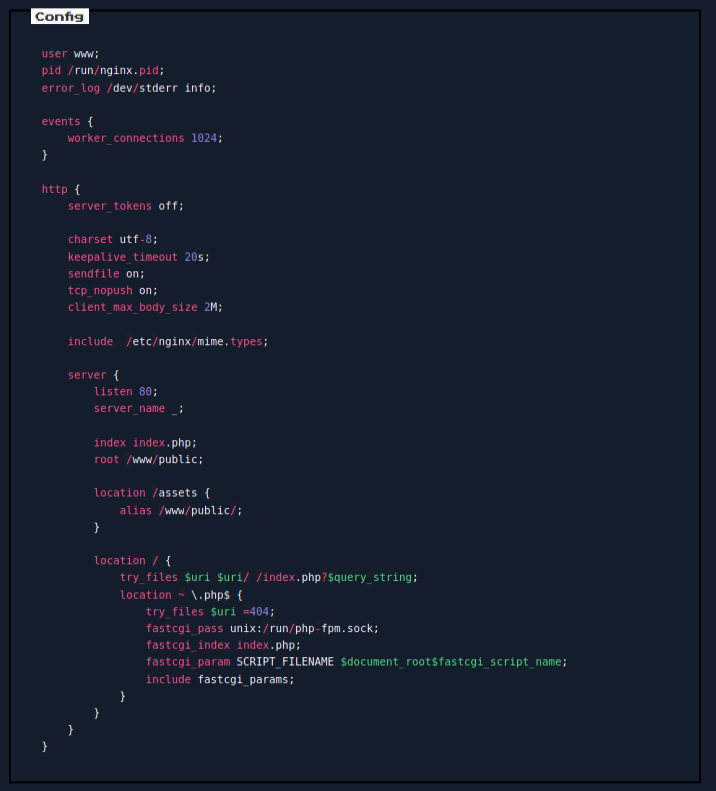 Config
user www;
pid /run/nginx.pid;
error_log /dev/stderr info;
events {
    worker_connections 1024;
}
http {
    server_tokens off;
    charset utf-8;
    keepalive_timeout 20s;
    sendfile on;
    tcp_nopush on;
    client_max_body_size 2M;
    include  /etc/nginx/mime.types;
    server {
        listen 80;
        server_name _;
        index index.php;
        root /www/public;
        location /assets {
            alias /www/public/;
        }
        location / {
            try_files $uri $uri/ /index.php?$query_string;
            location ~ \.php$ {
                try_files $uri =404;
                fastcgi_pass unix:/run/php-fpm.sock;
                fastcgi_index index.php;
                fastcgi_param SCRIPT_FILENAME $document_root$fastcgi_script_name;
                include fastcgi_params;
            }
        }
    }
}